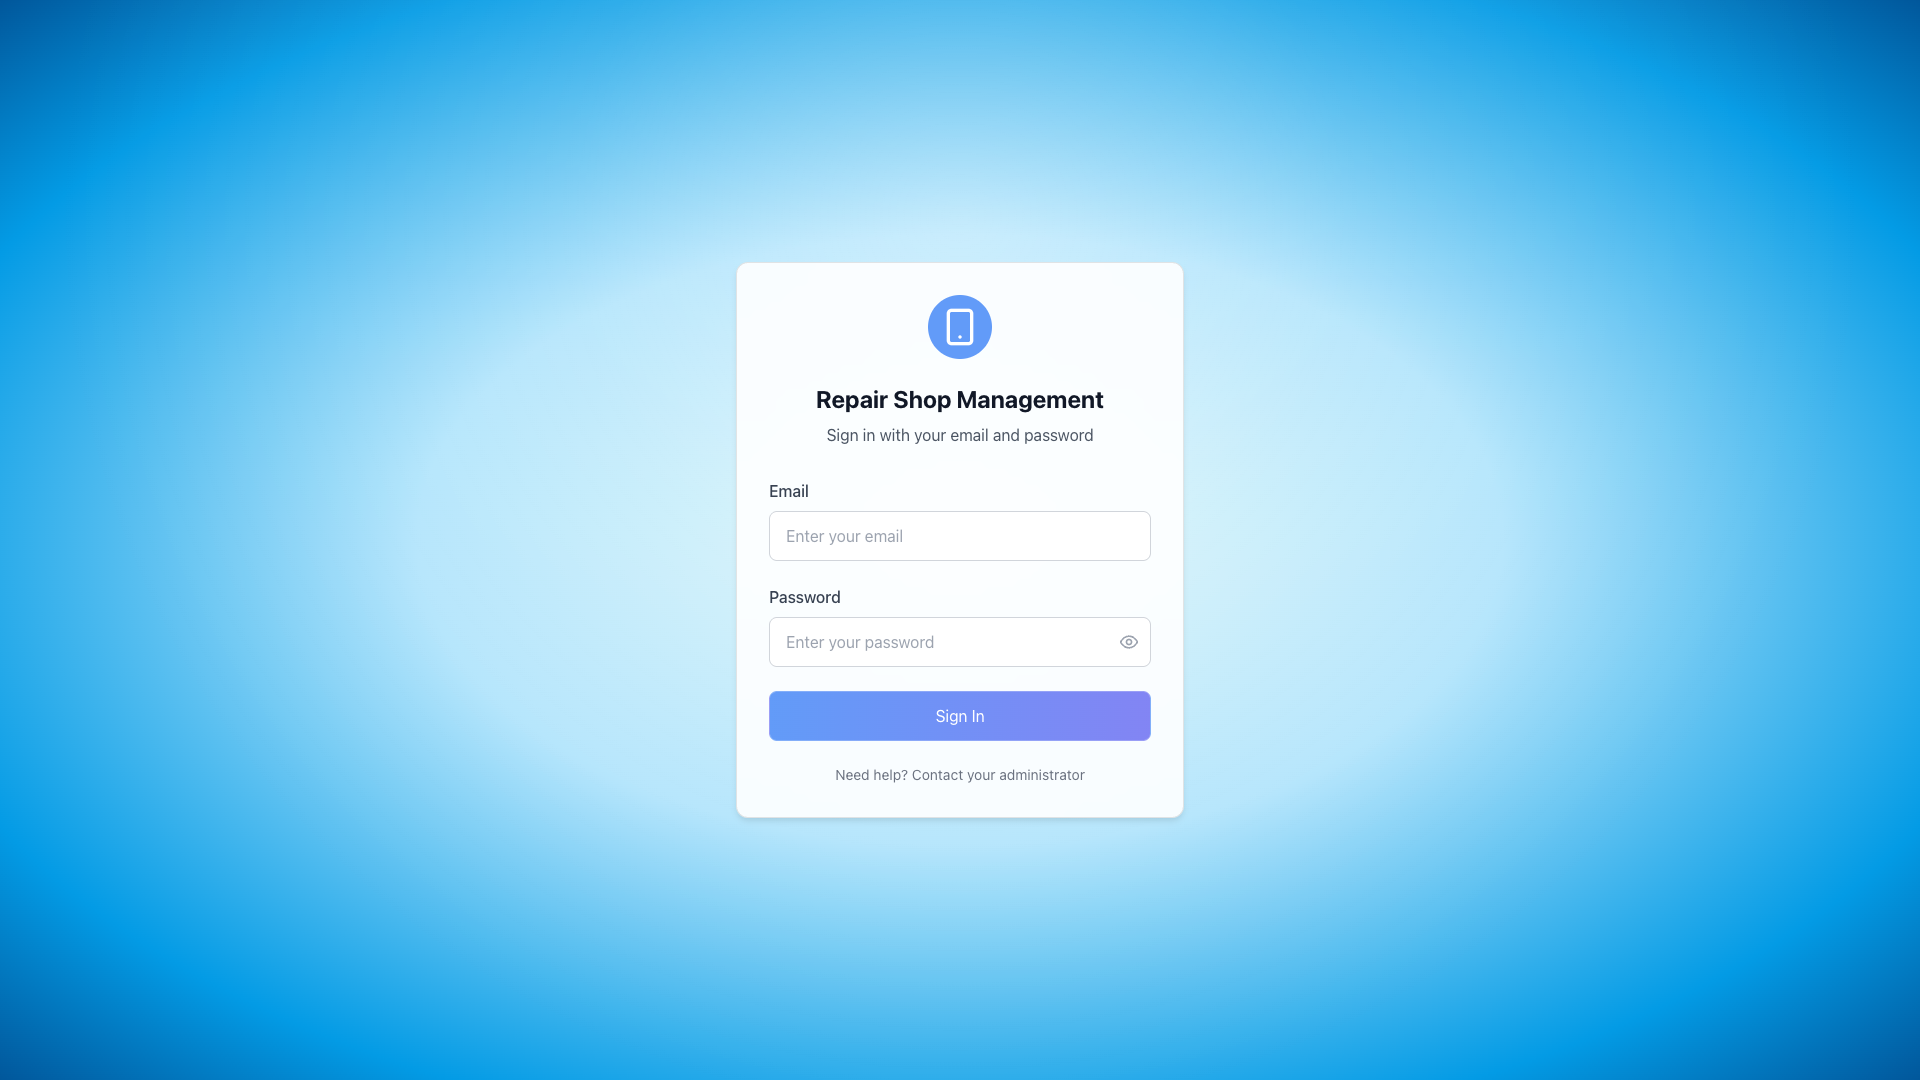 Repair Shop Management
Sign in with your email and password
Email
Enter your email
Password
Enter your password
Sign In
Need help? Contact your administrator